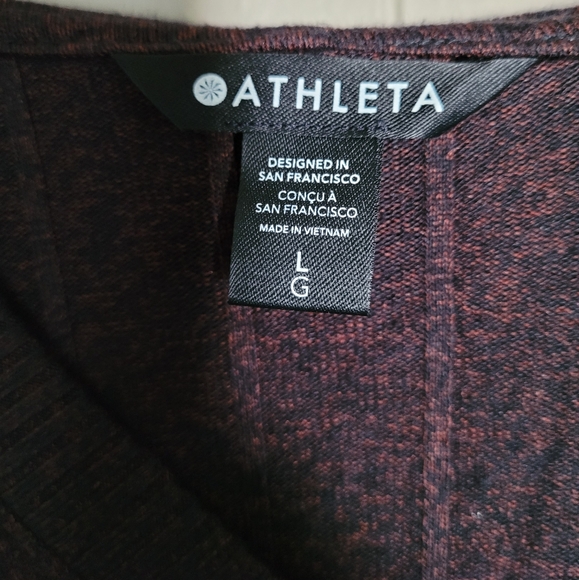 ATHLETA
DESIGNED IN
SAN FRANCISCO
CONÇU À
SAN FRANCISCO
MADE IN VIETNAM
L
G